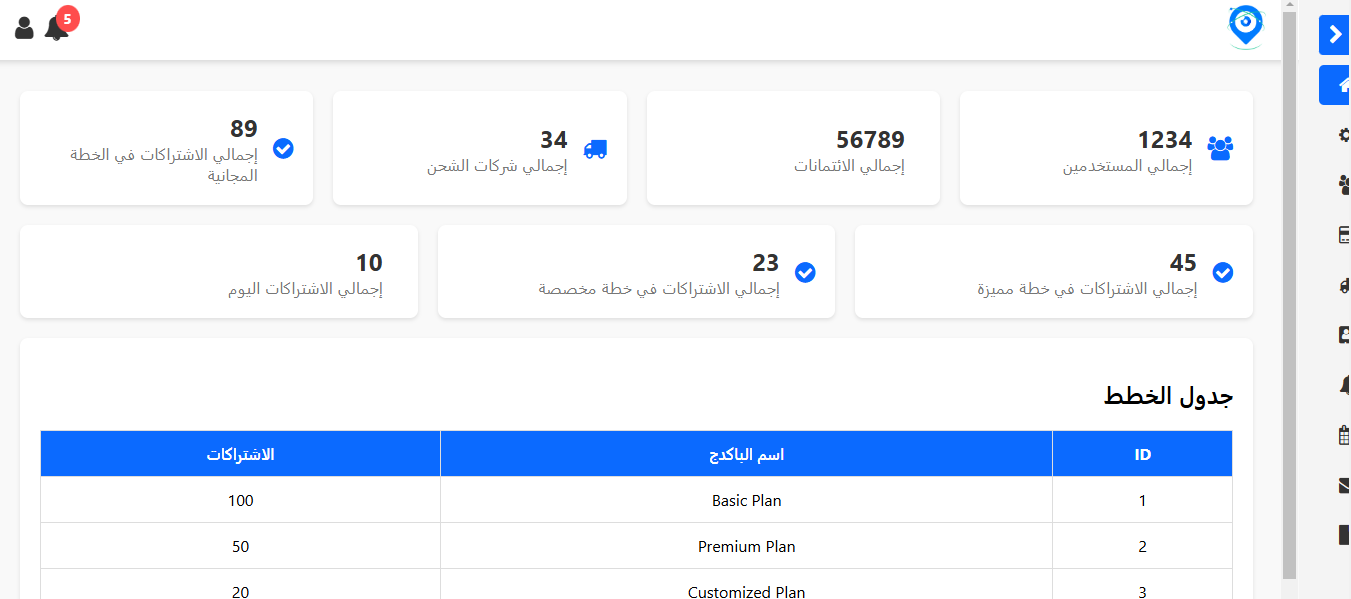 5
1234
إجمالي المستخدمين
56789
إجمالي الائتمانات
34
إجمالي شركات الشحن
89
إجمالي الاشتراكات في الخطة
المجانية
45
إجمالي الاشتراكات في خطة مميزة
23
إجمالي الاشتراكات في خطة مخصصة
10
إجمالي الاشتراكات اليوم
جدول الخطط
ID اسم الباكدج الاشتراكات
1 Basic Plan 100
2 Premium Plan 50
3 Customized Plan 20